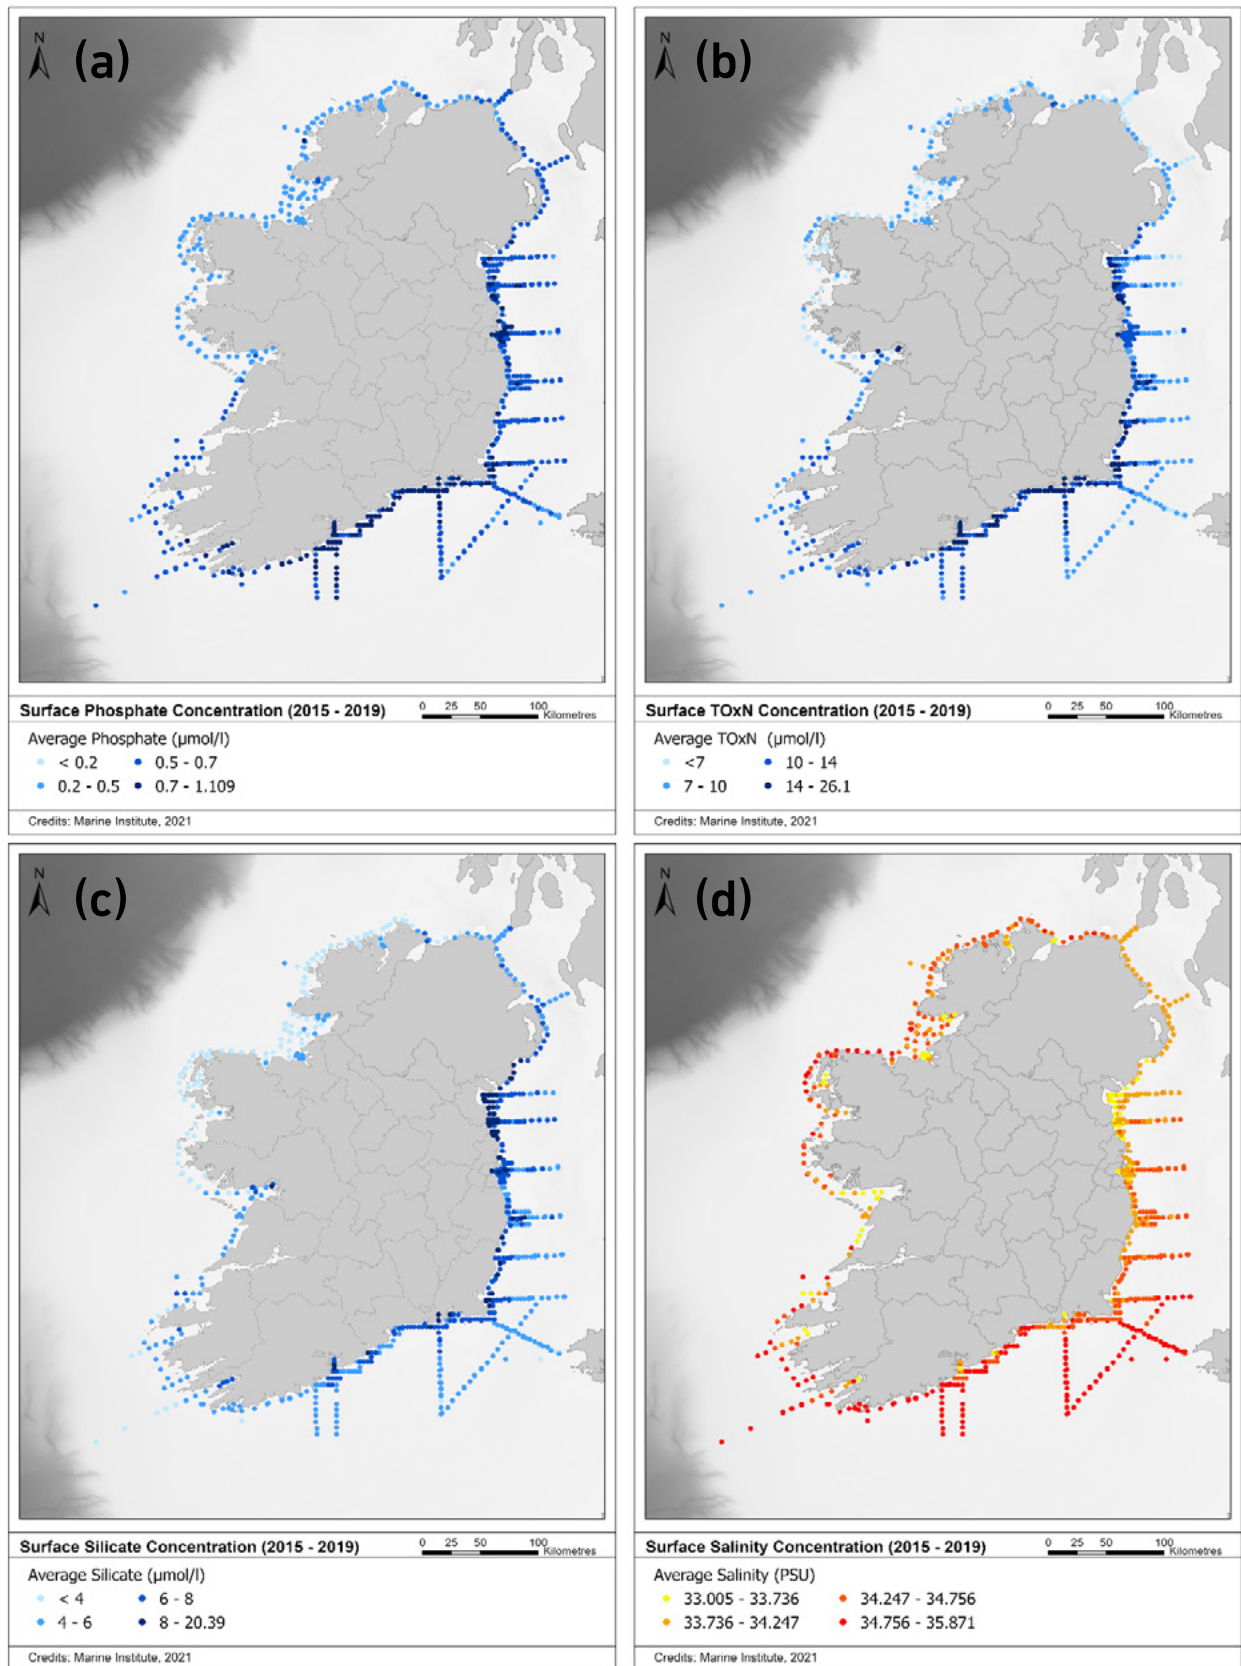 N
(a)
Surface Phosphate Concentration (2015 - 2019)
0 25 50 100
Kilometres
Average Phosphate (µmol/l)
< 0.2
0.5 - 0.7
0.2 - 0.5
0.7 - 1.109
Credits: Marine Institute, 2021
N
(b)
Surface TOxN Concentration (2015 - 2019)
0 25 50 100
Kilometres
Average TOxN (µmol/l)
<7
10 - 14
7 - 10
14 - 26.1
Credits: Marine Institute, 2021
N
(c)
Surface Silicate Concentration (2015 - 2019)
0 25 50 100
Kilometres
Average Silicate (µmol/l)
< 4
6 - 8
4 - 6
8 - 20.39
Credits: Marine Institute, 2021
N
(d)
Surface Salinity Concentration (2015 - 2019)
0 25 50 100
Kilometres
Average Salinity (PSU)
33.005 - 33.736
34.247 - 34.756
33.736 - 34.247
34.756 - 35.871
Credits: Marine Institute, 2021